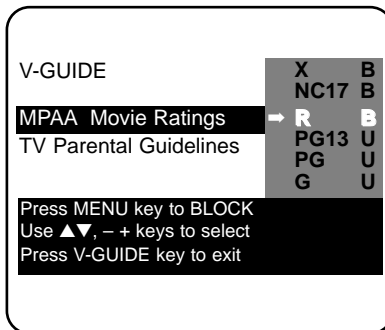 V-GUIDE
X B
NC17 B
MPAA Movie Ratings ➡ R B
TV Parental Guidelines PG13 U
PG U
G U
Press MENU key to BLOCK
Use ▲▼, – + keys to select
Press V-GUIDE key to exit